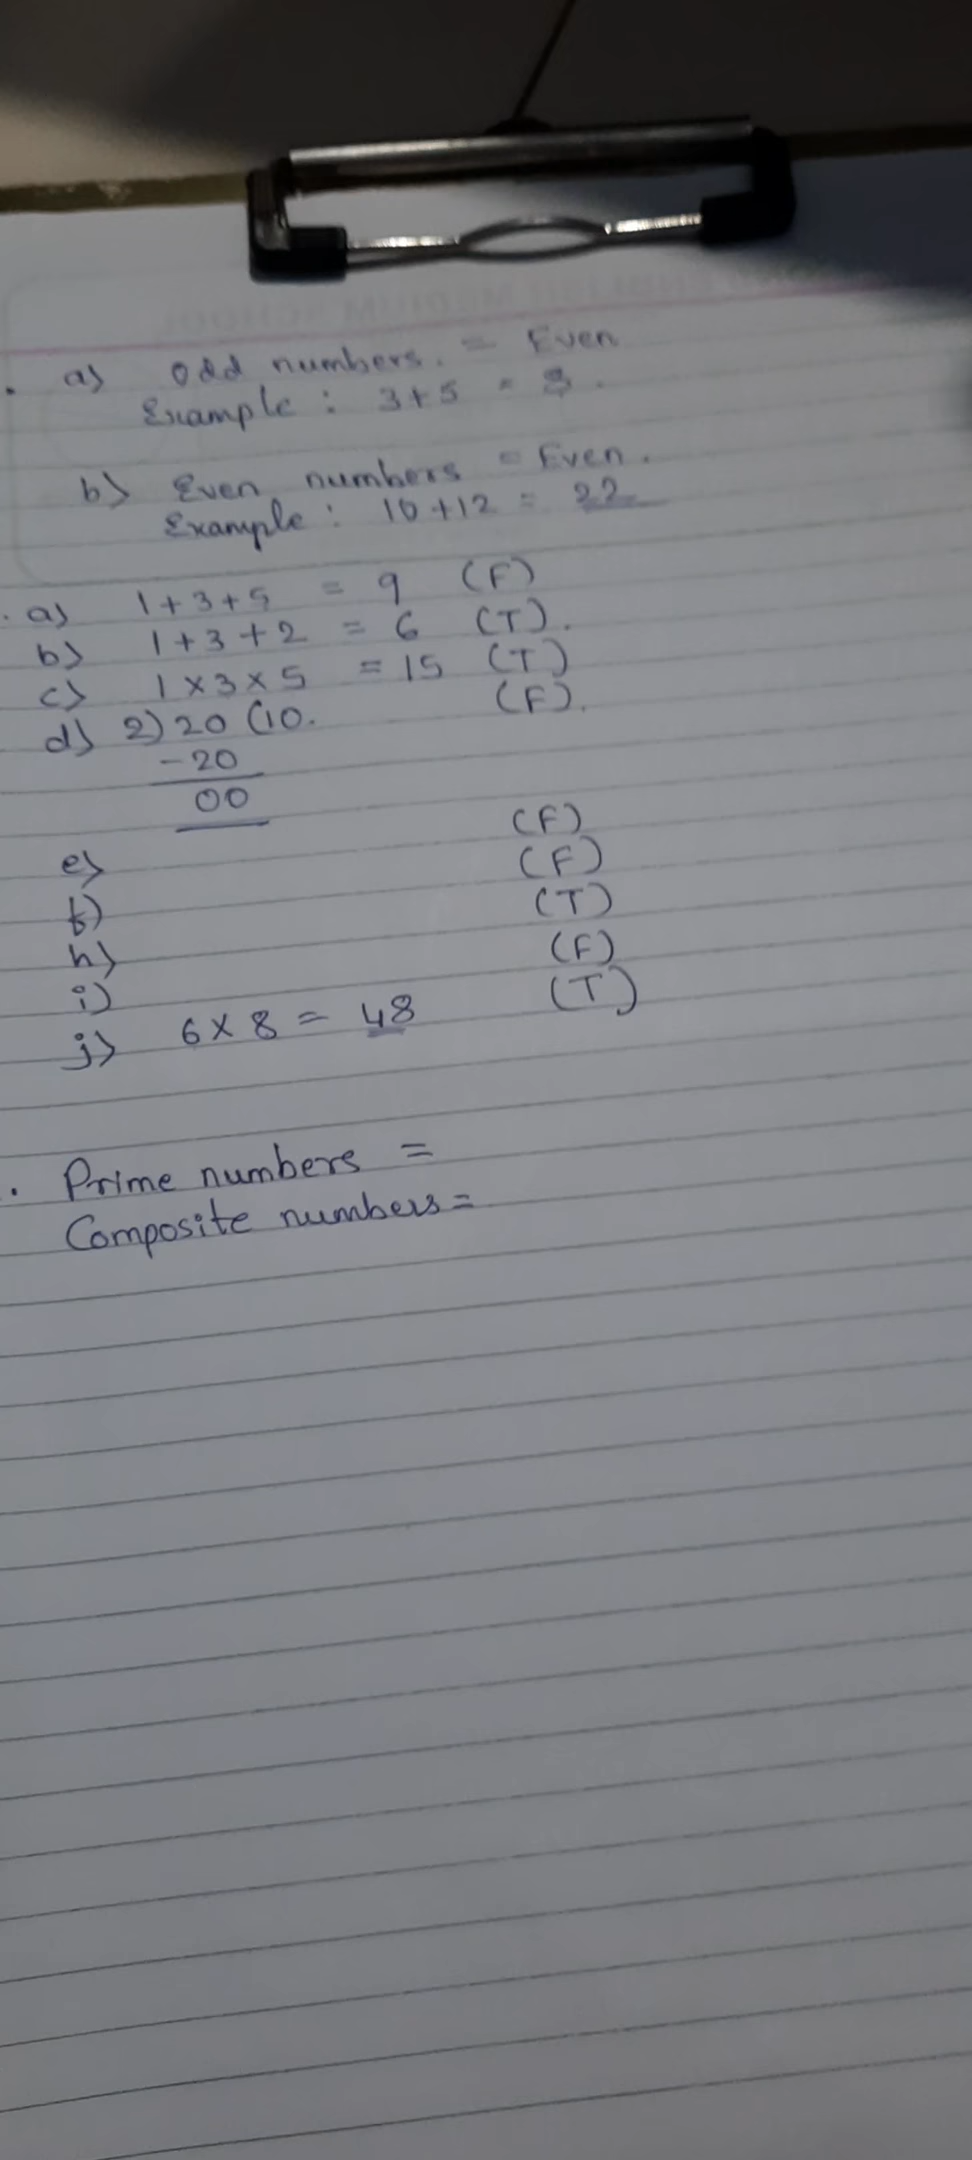 a) Odd numbers. = Even
Example : 3+5 = 8.
b) Even numbers = Even.
Example : 10+12 = 22
a) 1+3+5 = 9 (F)
b) 1+3+2 = 6 (T).
c) 1×3×5 = 15 (T)
d) 2)20(10. (F).
-20
00
e) (F)
f) (F)
h) (T)
i) (F)
j) 6×8 = 48 (T)
Prime numbers =
Composite numbers =